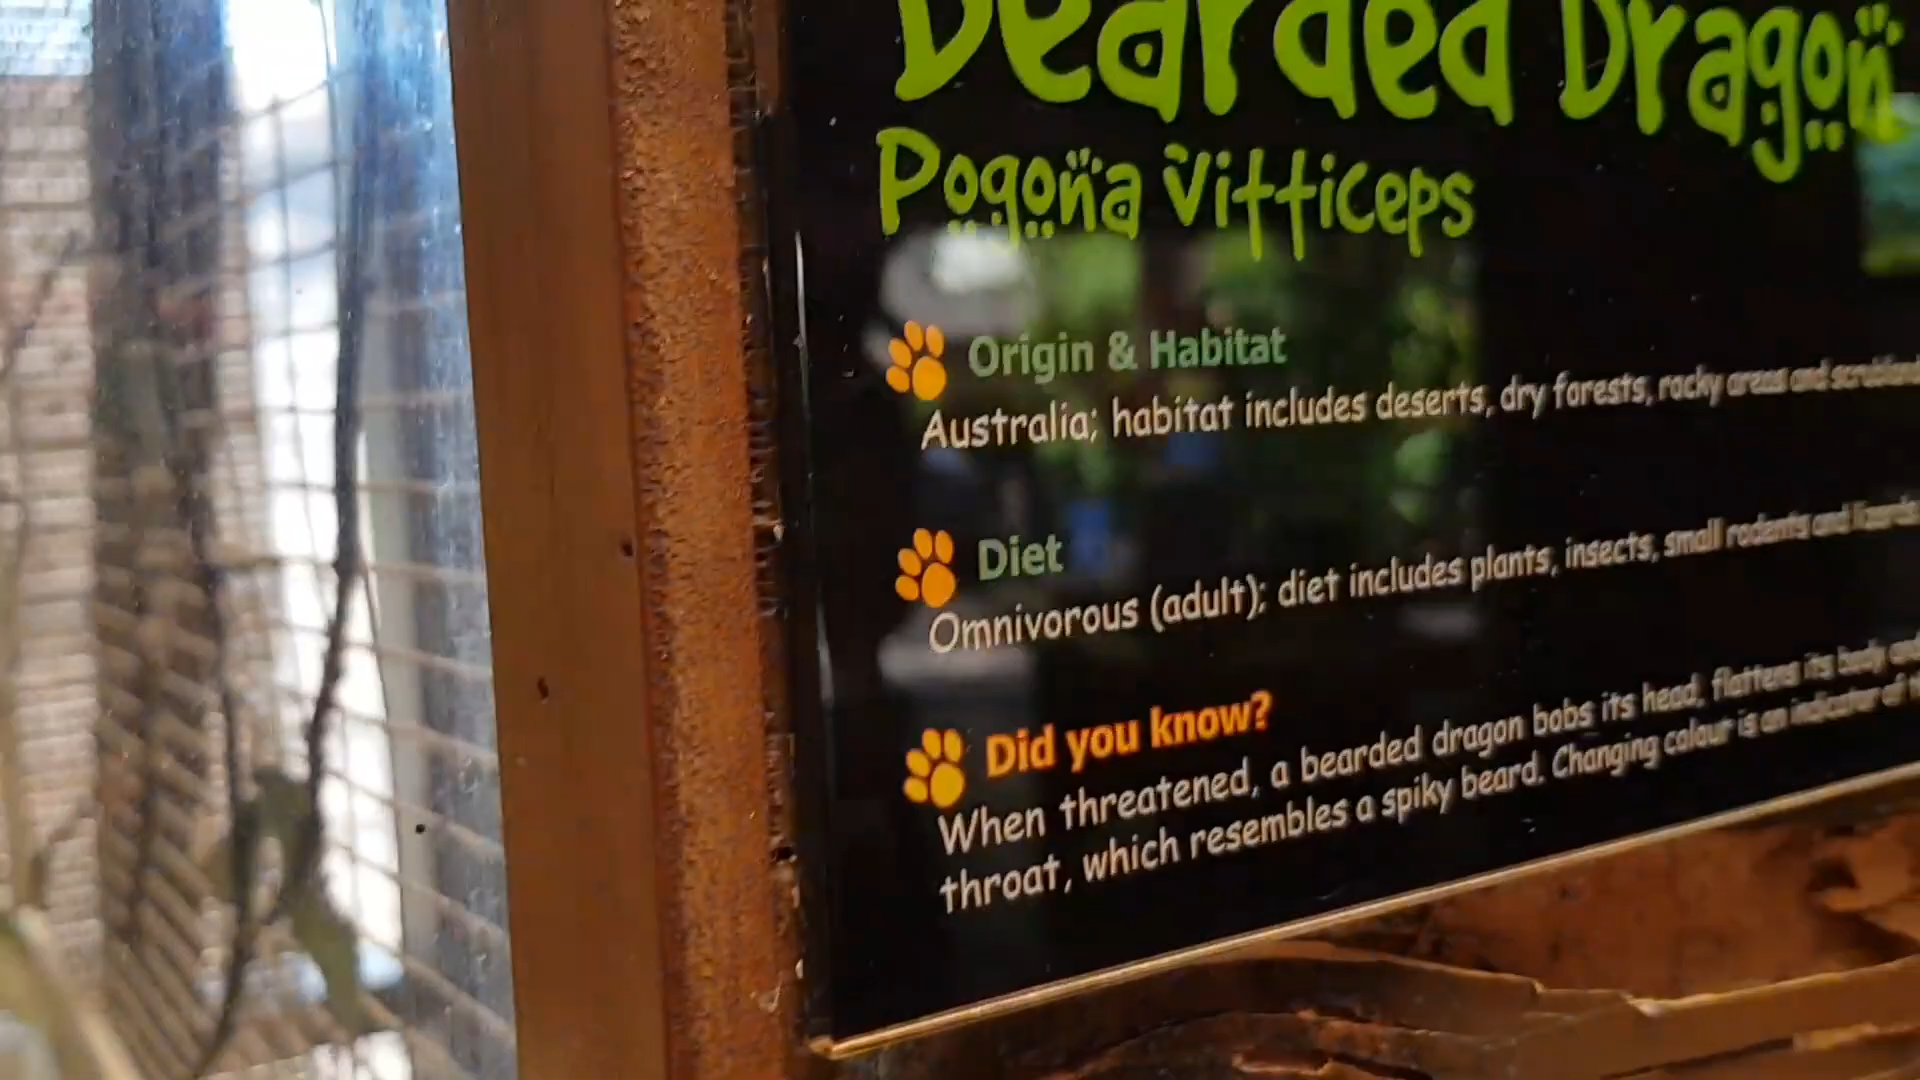 Bearded Dragon
Pogona Vitticeps
Origin & Habitat
Australia; habitat includes deserts, dry forests, rocky areas and
Diet
Omnivorous (adult); diet includes plants, insects, small rodents and lizards
Did you know?
When threatened, a bearded dragon bobs its head, flattens its body and
throat, which resembles a spiky beard. Changing colour is an indicator of